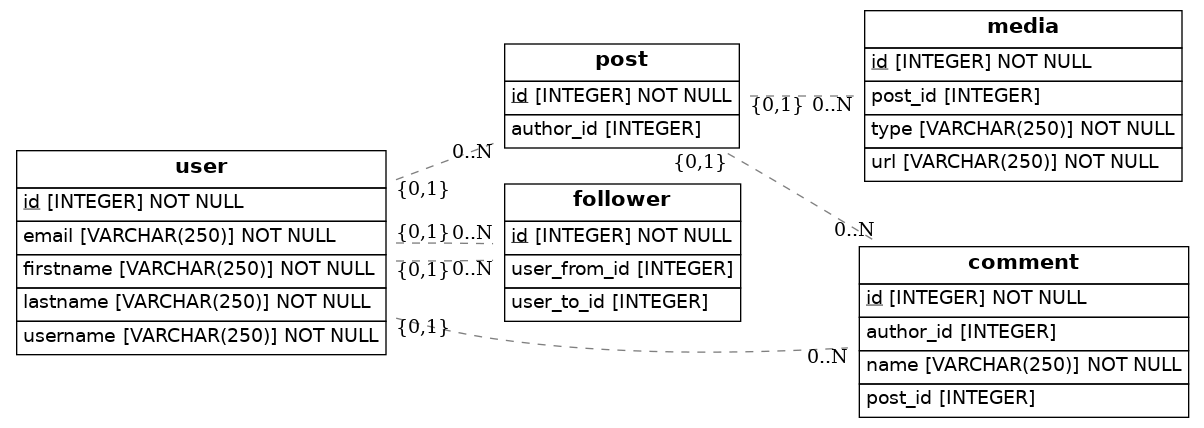 user
id [INTEGER] NOT NULL
email [VARCHAR(250)] NOT NULL
firstname [VARCHAR(250)] NOT NULL
lastname [VARCHAR(250)] NOT NULL
username [VARCHAR(250)] NOT NULL
post
id [INTEGER] NOT NULL
author_id [INTEGER]
follower
id [INTEGER] NOT NULL
user_from_id [INTEGER]
user_to_id [INTEGER]
media
id [INTEGER] NOT NULL
post_id [INTEGER]
type [VARCHAR(250)] NOT NULL
url [VARCHAR(250)] NOT NULL
comment
id [INTEGER] NOT NULL
author_id [INTEGER]
name [VARCHAR(250)] NOT NULL
post_id [INTEGER]
0..N
{0,1}
{0,1} 0..N
{0,1} 0..N
{0,1}
0..N
{0,1} 0..N
{0,1}
0..N